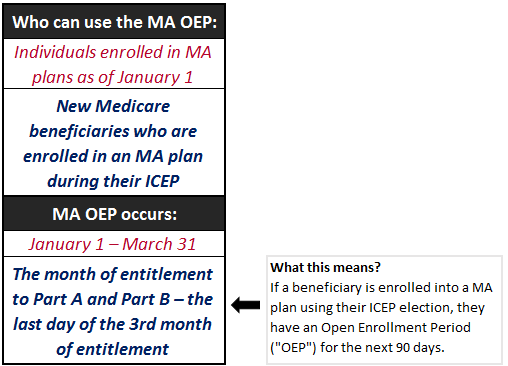 Who can use the MA OEP:
Individuals enrolled in MA
plans as of January 1
New Medicare
beneficiaries who are
enrolled in an MA plan
during their ICEP
MA OEP occurs:
January 1 – March 31
The month of entitlement
to Part A and Part B – the
last day of the 3rd month
of entitlement
What this means?
If a beneficiary is enrolled into a MA
plan using their ICEP election, they
have an Open Enrollment Period
("OEP") for the next 90 days.